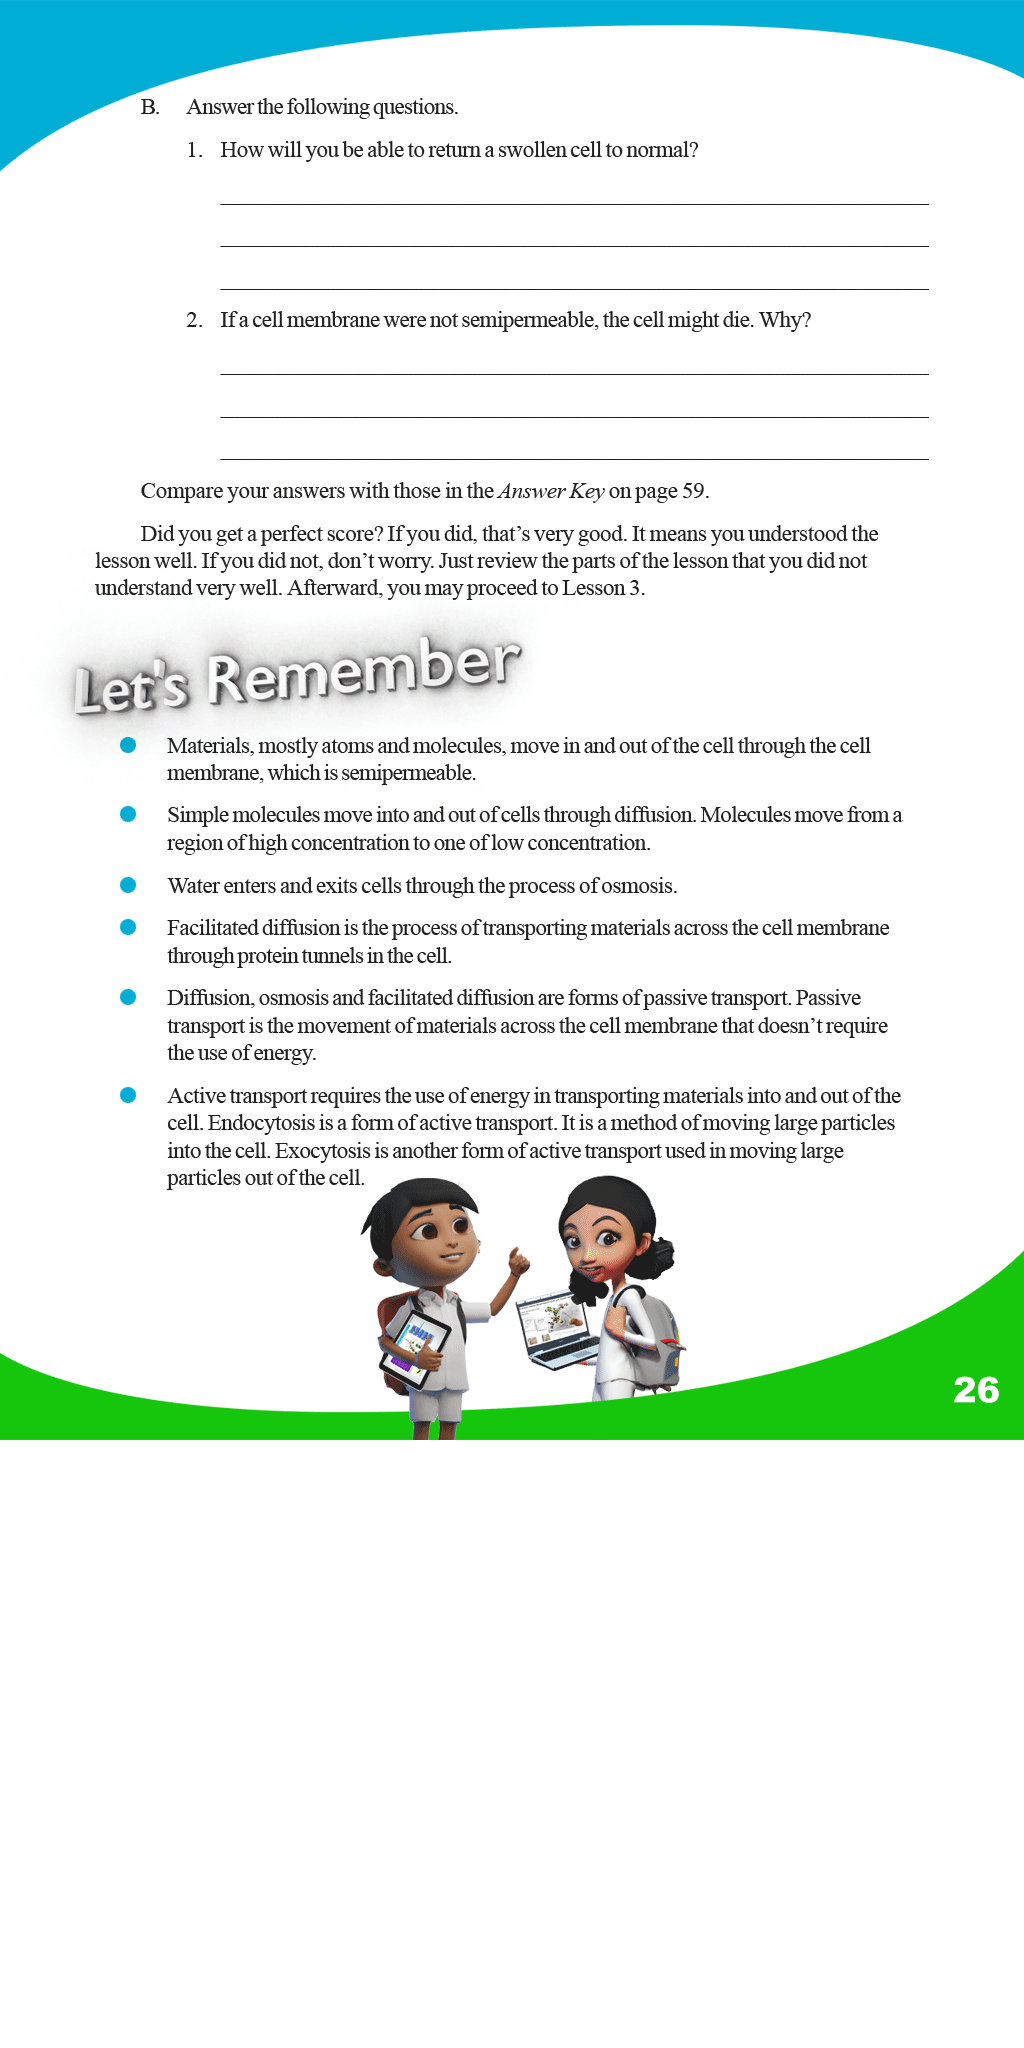 B. Answer the following questions.
1. How will you be able to return a swollen cell to normal?
2. If a cell membrane were not semipermeable, the cell might die. Why?
Compare your answers with those in the Answer Key on page 59.
Did you get a perfect score? If you did, that’s very good. It means you understood the
lesson well. If you did not, don’t worry. Just review the parts of the lesson that you did not
understand very well. Afterward, you may proceed to Lesson 3.
Let's Remember
Materials, mostly atoms and molecules, move in and out of the cell through the cell
membrane, which is semipermeable.
Simple molecules move into and out of cells through diffusion. Molecules move from a
region of high concentration to one of low concentration.
Water enters and exits cells through the process of osmosis.
Facilitated diffusion is the process of transporting materials across the cell membrane
through protein tunnels in the cell.
Diffusion, osmosis and facilitated diffusion are forms of passive transport. Passive
transport is the movement of materials across the cell membrane that doesn’t require
the use of energy.
Active transport requires the use of energy in transporting materials into and out of the
cell. Endocytosis is a form of active transport. It is a method of moving large particles
into the cell. Exocytosis is another form of active transport used in moving large
particles out of the cell.
26